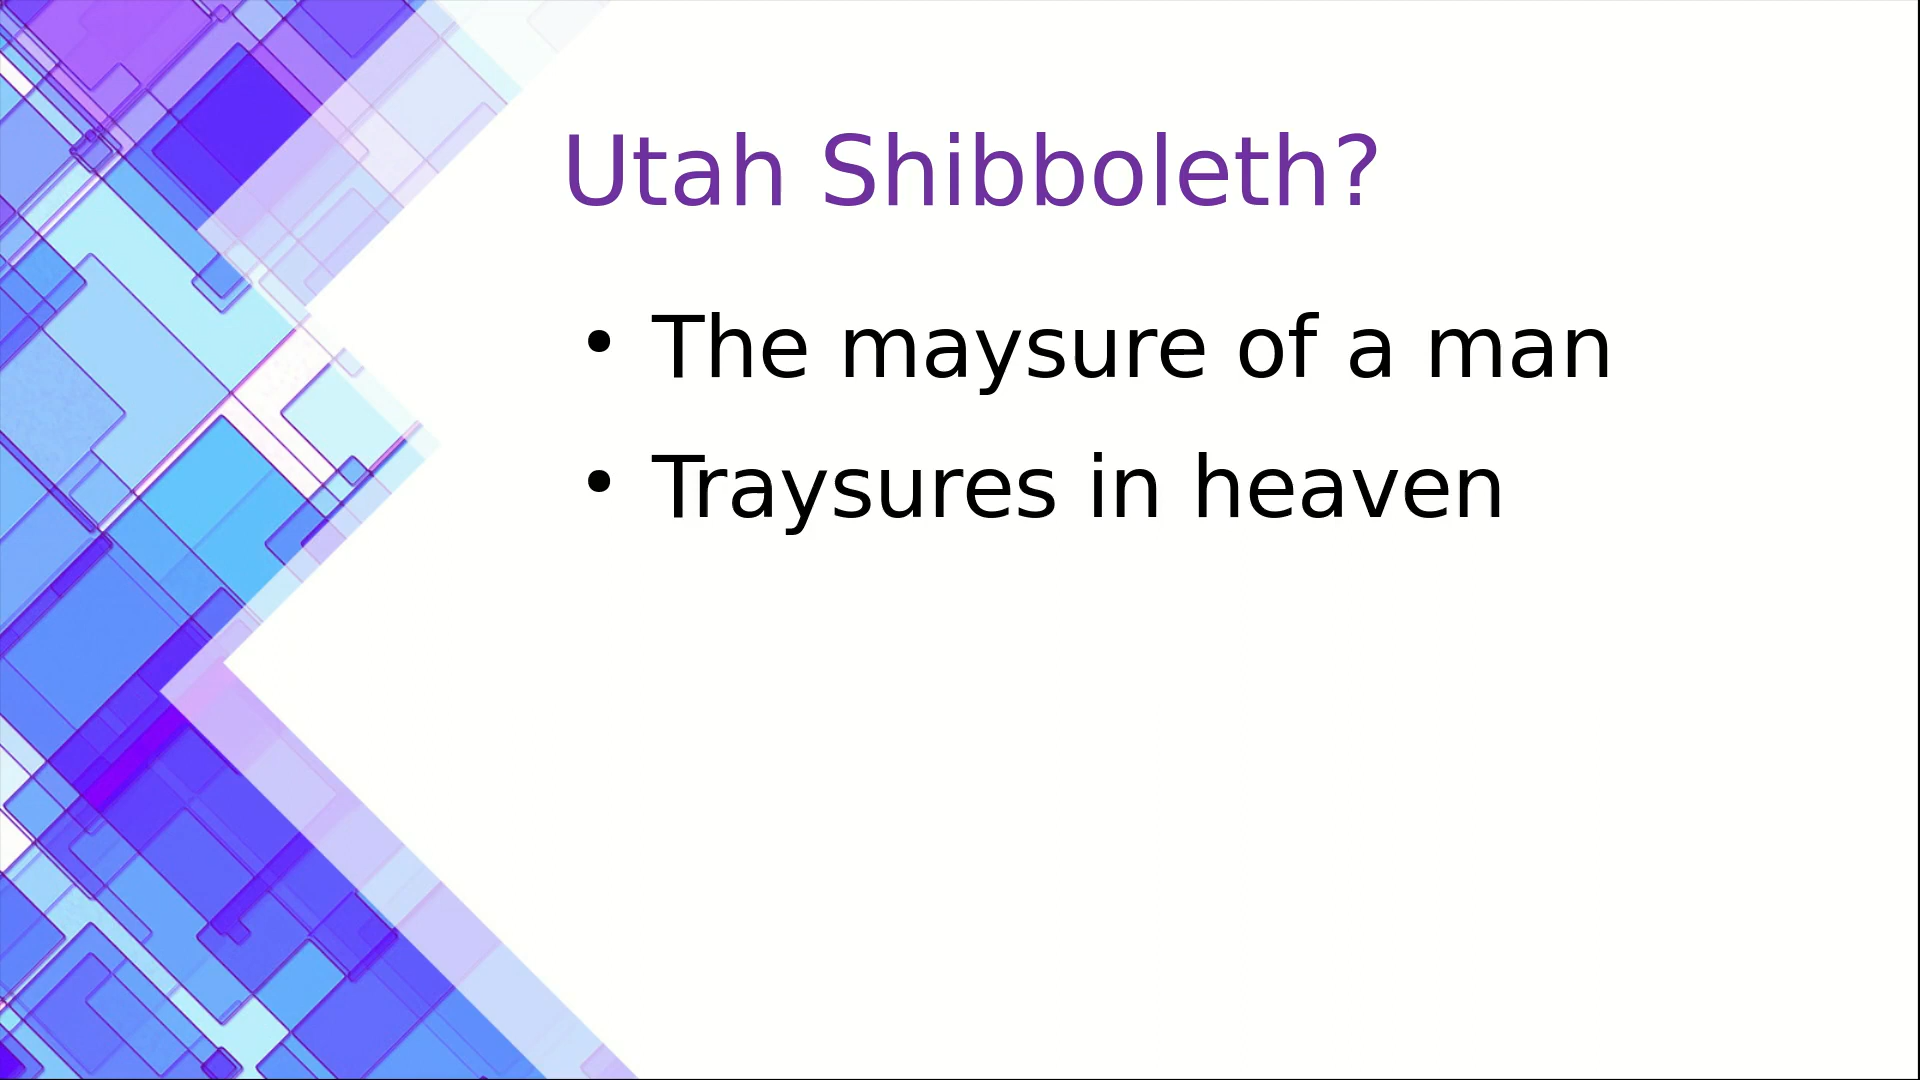 Utah Shibboleth?
• The maysure of a man
• Traysures in heaven